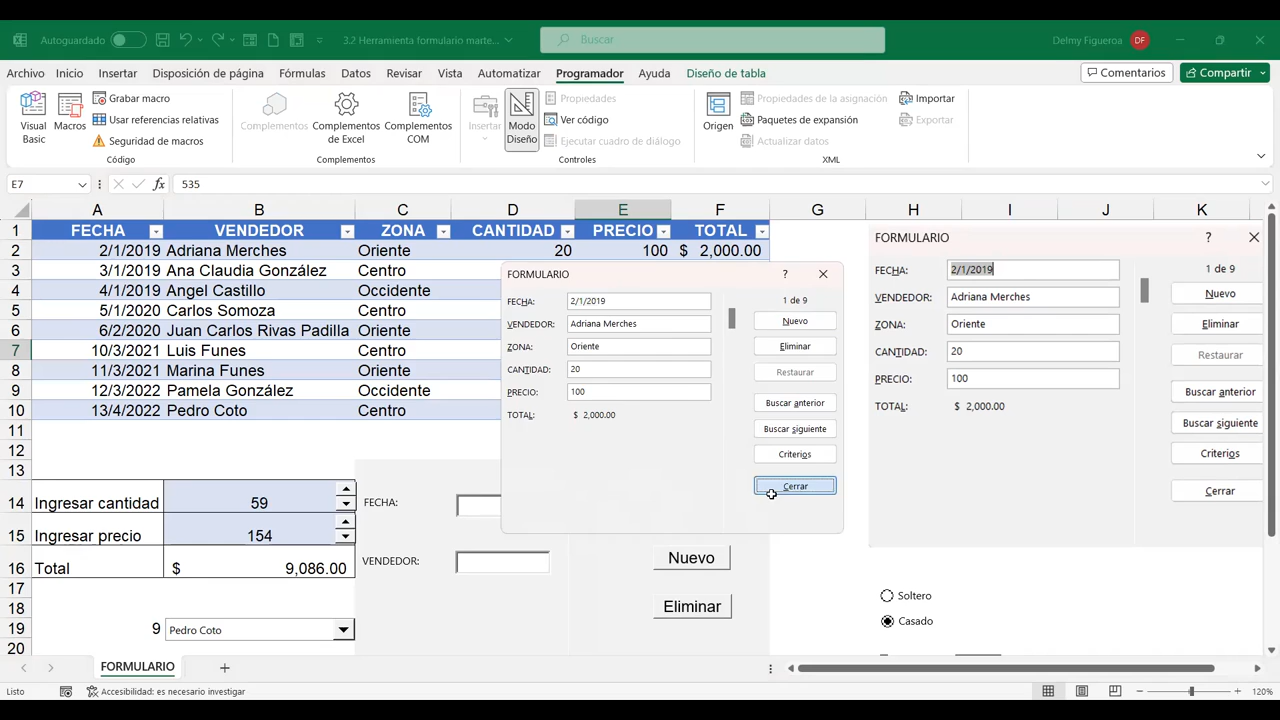 Autoguardado
3.2 Herramienta formulario marte...
Buscar
Delmy Figueroa DF
Archivo Inicio Insertar Disposición de página Fórmulas Datos Revisar Vista Automatizar Programador Ayuda Diseño de tabla
Comentarios Compartir
Visual Basic
Macros
Grabar macro
Usar referencias relativas
Seguridad de macros
Código
Complementos
Complementos de Excel
Complementos COM
Complementos
Insertar
Modo Diseño
Propiedades
Ver código
Ejecutar cuadro de diálogo
Controles
Origen
Propiedades de la asignación
Paquetes de expansión
Actualizar datos
Importar
Exportar
XML
E7 fx 535
A B C D E F G H I J K
1 FECHA VENDEDOR ZONA CANTIDAD PRECIO TOTAL
2 2/1/2019 Adriana Merches Oriente 20 100 $ 2,000.00
3 3/1/2019 Ana Claudia González Centro
4 4/1/2019 Angel Castillo Occidente
5 5/1/2020 Carlos Somoza Centro
6 6/2/2020 Juan Carlos Rivas Padilla Oriente
7 10/3/2021 Luis Funes Centro
8 11/3/2021 Marina Funes Oriente
9 12/3/2022 Pamela González Occidente
10 13/4/2022 Pedro Coto Centro
11
12
13
14 Ingresar cantidad 59
15 Ingresar precio 154
16 Total $ 9,086.00
17
18
19 9 Pedro Coto
20
FECHA:
VENDEDOR:
Nuevo
Eliminar
FORMULARIO ?
FECHA: 2/1/2019 1 de 9
VENDEDOR: Adriana Merches Nuevo
ZONA: Oriente Eliminar
CANTIDAD: 20 Restaurar
PRECIO: 100 Buscar anterior
TOTAL: $ 2,000.00 Buscar siguiente
Criterios
Cerrar
FORMULARIO ?
FECHA: 2/1/2019 1 de 9
VENDEDOR: Adriana Merches Nuevo
ZONA: Oriente Eliminar
CANTIDAD: 20 Restaurar
PRECIO: 100 Buscar anterior
TOTAL: $ 2,000.00 Buscar siguiente
Criterios
Cerrar
Soltero
Casado
FORMULARIO
Listo Accesibilidad: es necesario investigar 120%